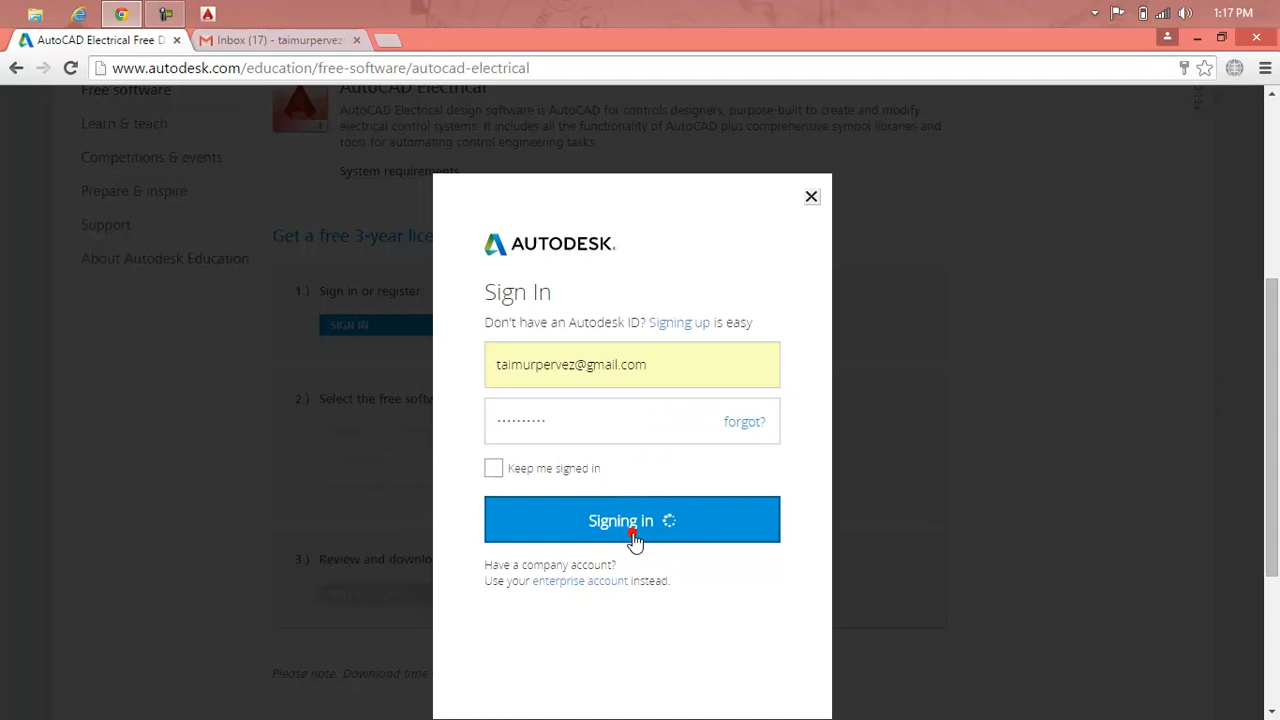 1:17 PM
AutoCAD Electrical Free D
Inbox (17) - taimurpervez
www.autodesk.com/education/free-software/autocad-electrical
Free software
Learn & teach
Competitions & events
Prepare & inspire
Support
About Autodesk Education
AutoCAD Electrical
AutoCAD Electrical design software is AutoCAD for controls designers, purpose-built to create and modify
electrical control systems. It includes all the functionality of AutoCAD plus comprehensive symbol libraries and
tools for automating control engineering tasks.
System requirements
Get a free 3-year lice
1.) Sign in or register
SIGN IN
2.) Select the free softw
3.) Review and downlo
Please note: Download time
AUTODESK.
Sign In
Don't have an Autodesk ID? Signing up is easy
taimurpervez@gmail.com
·········· forgot?
Keep me signed in
Signing in
Have a company account?
Use your enterprise account instead.